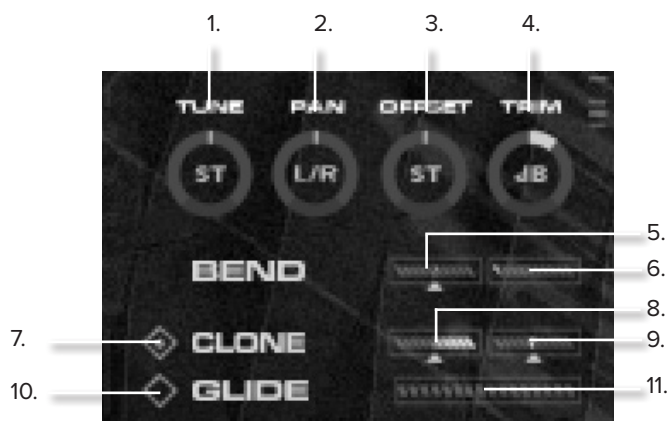 1. 2. 3. 4.
TUNE PAN OFFSET TRIM
ST L/R ST dB
5.
BEND 6.
8.
7. CLONE 9.
10. GLIDE 11.